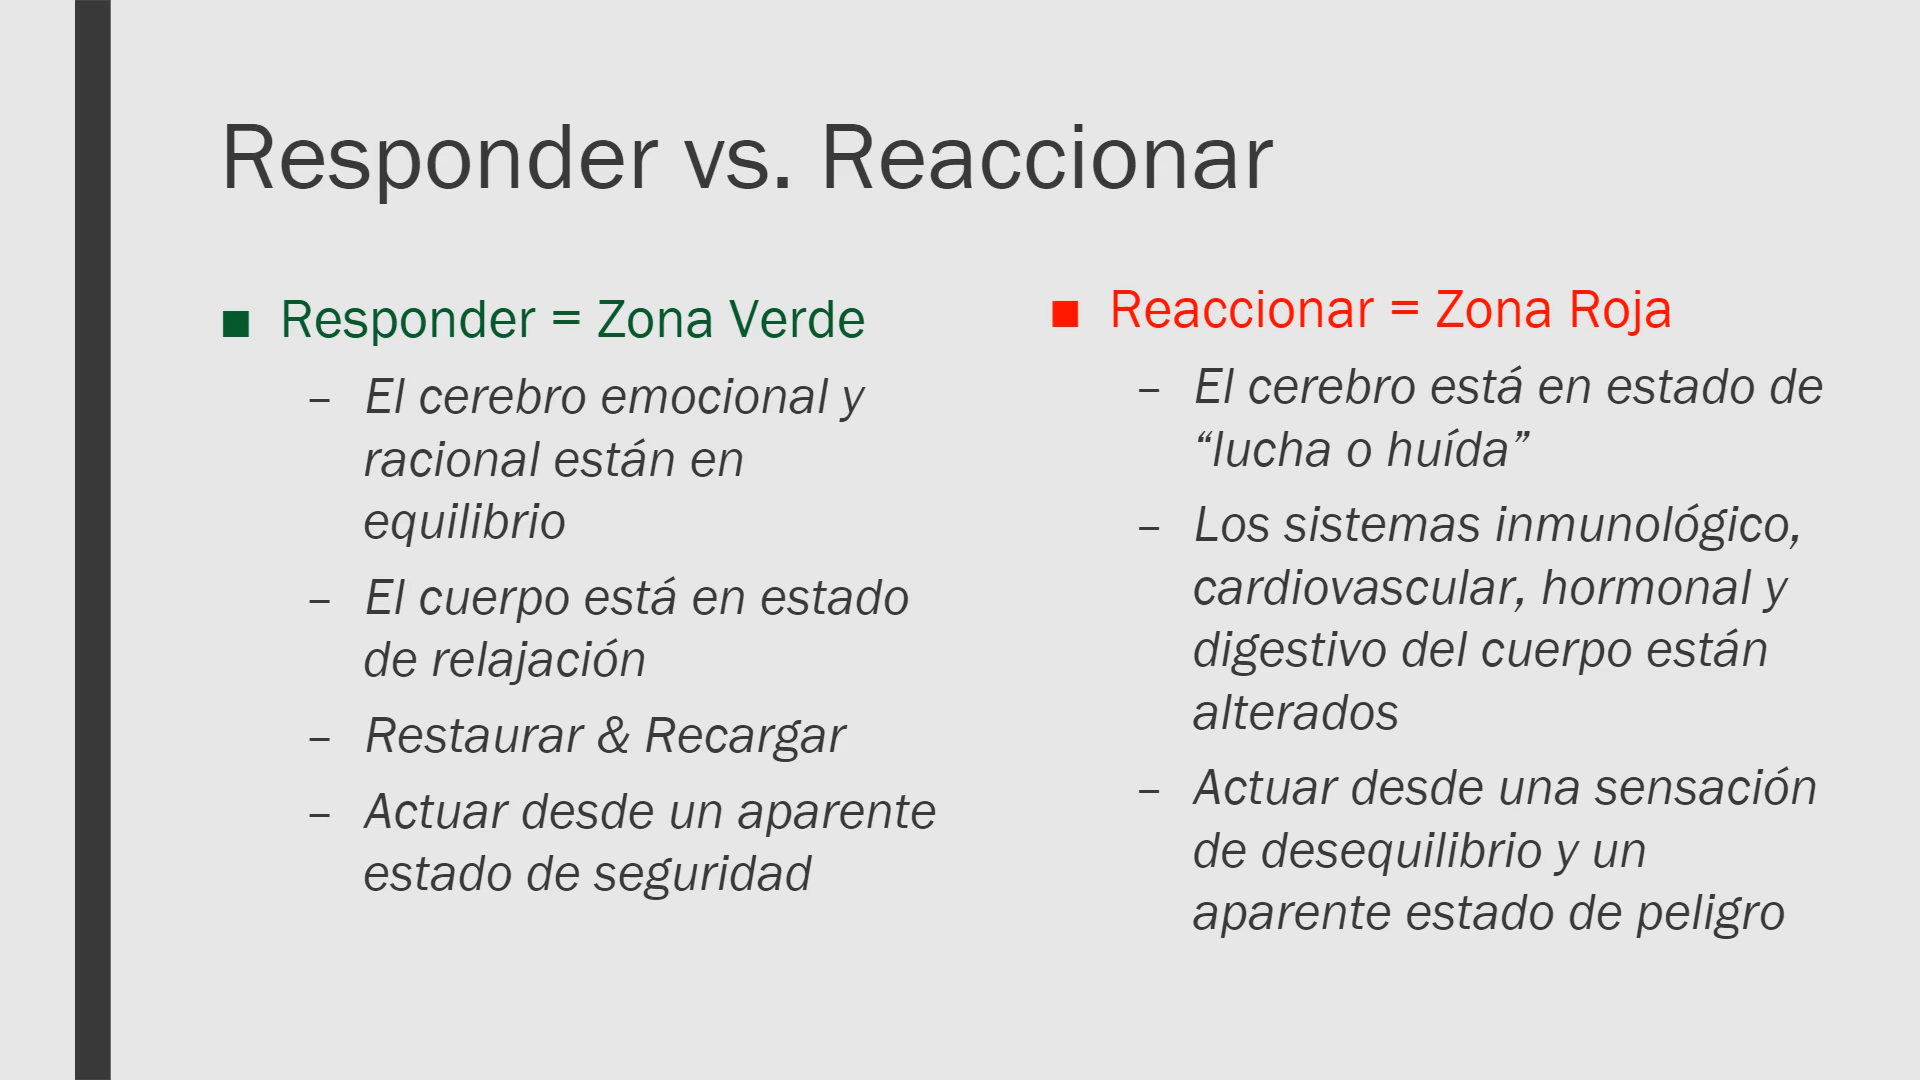 Responder vs. Reaccionar
■ Responder = Zona Verde
– El cerebro emocional y
racional están en
equilibrio
– El cuerpo está en estado
de relajación
– Restaurar & Recargar
– Actuar desde un aparente
estado de seguridad
■ Reaccionar = Zona Roja
– El cerebro está en estado de
“lucha o huída”
– Los sistemas inmunológico,
cardiovascular, hormonal y
digestivo del cuerpo están
alterados
– Actuar desde una sensación
de desequilibrio y un
aparente estado de peligro